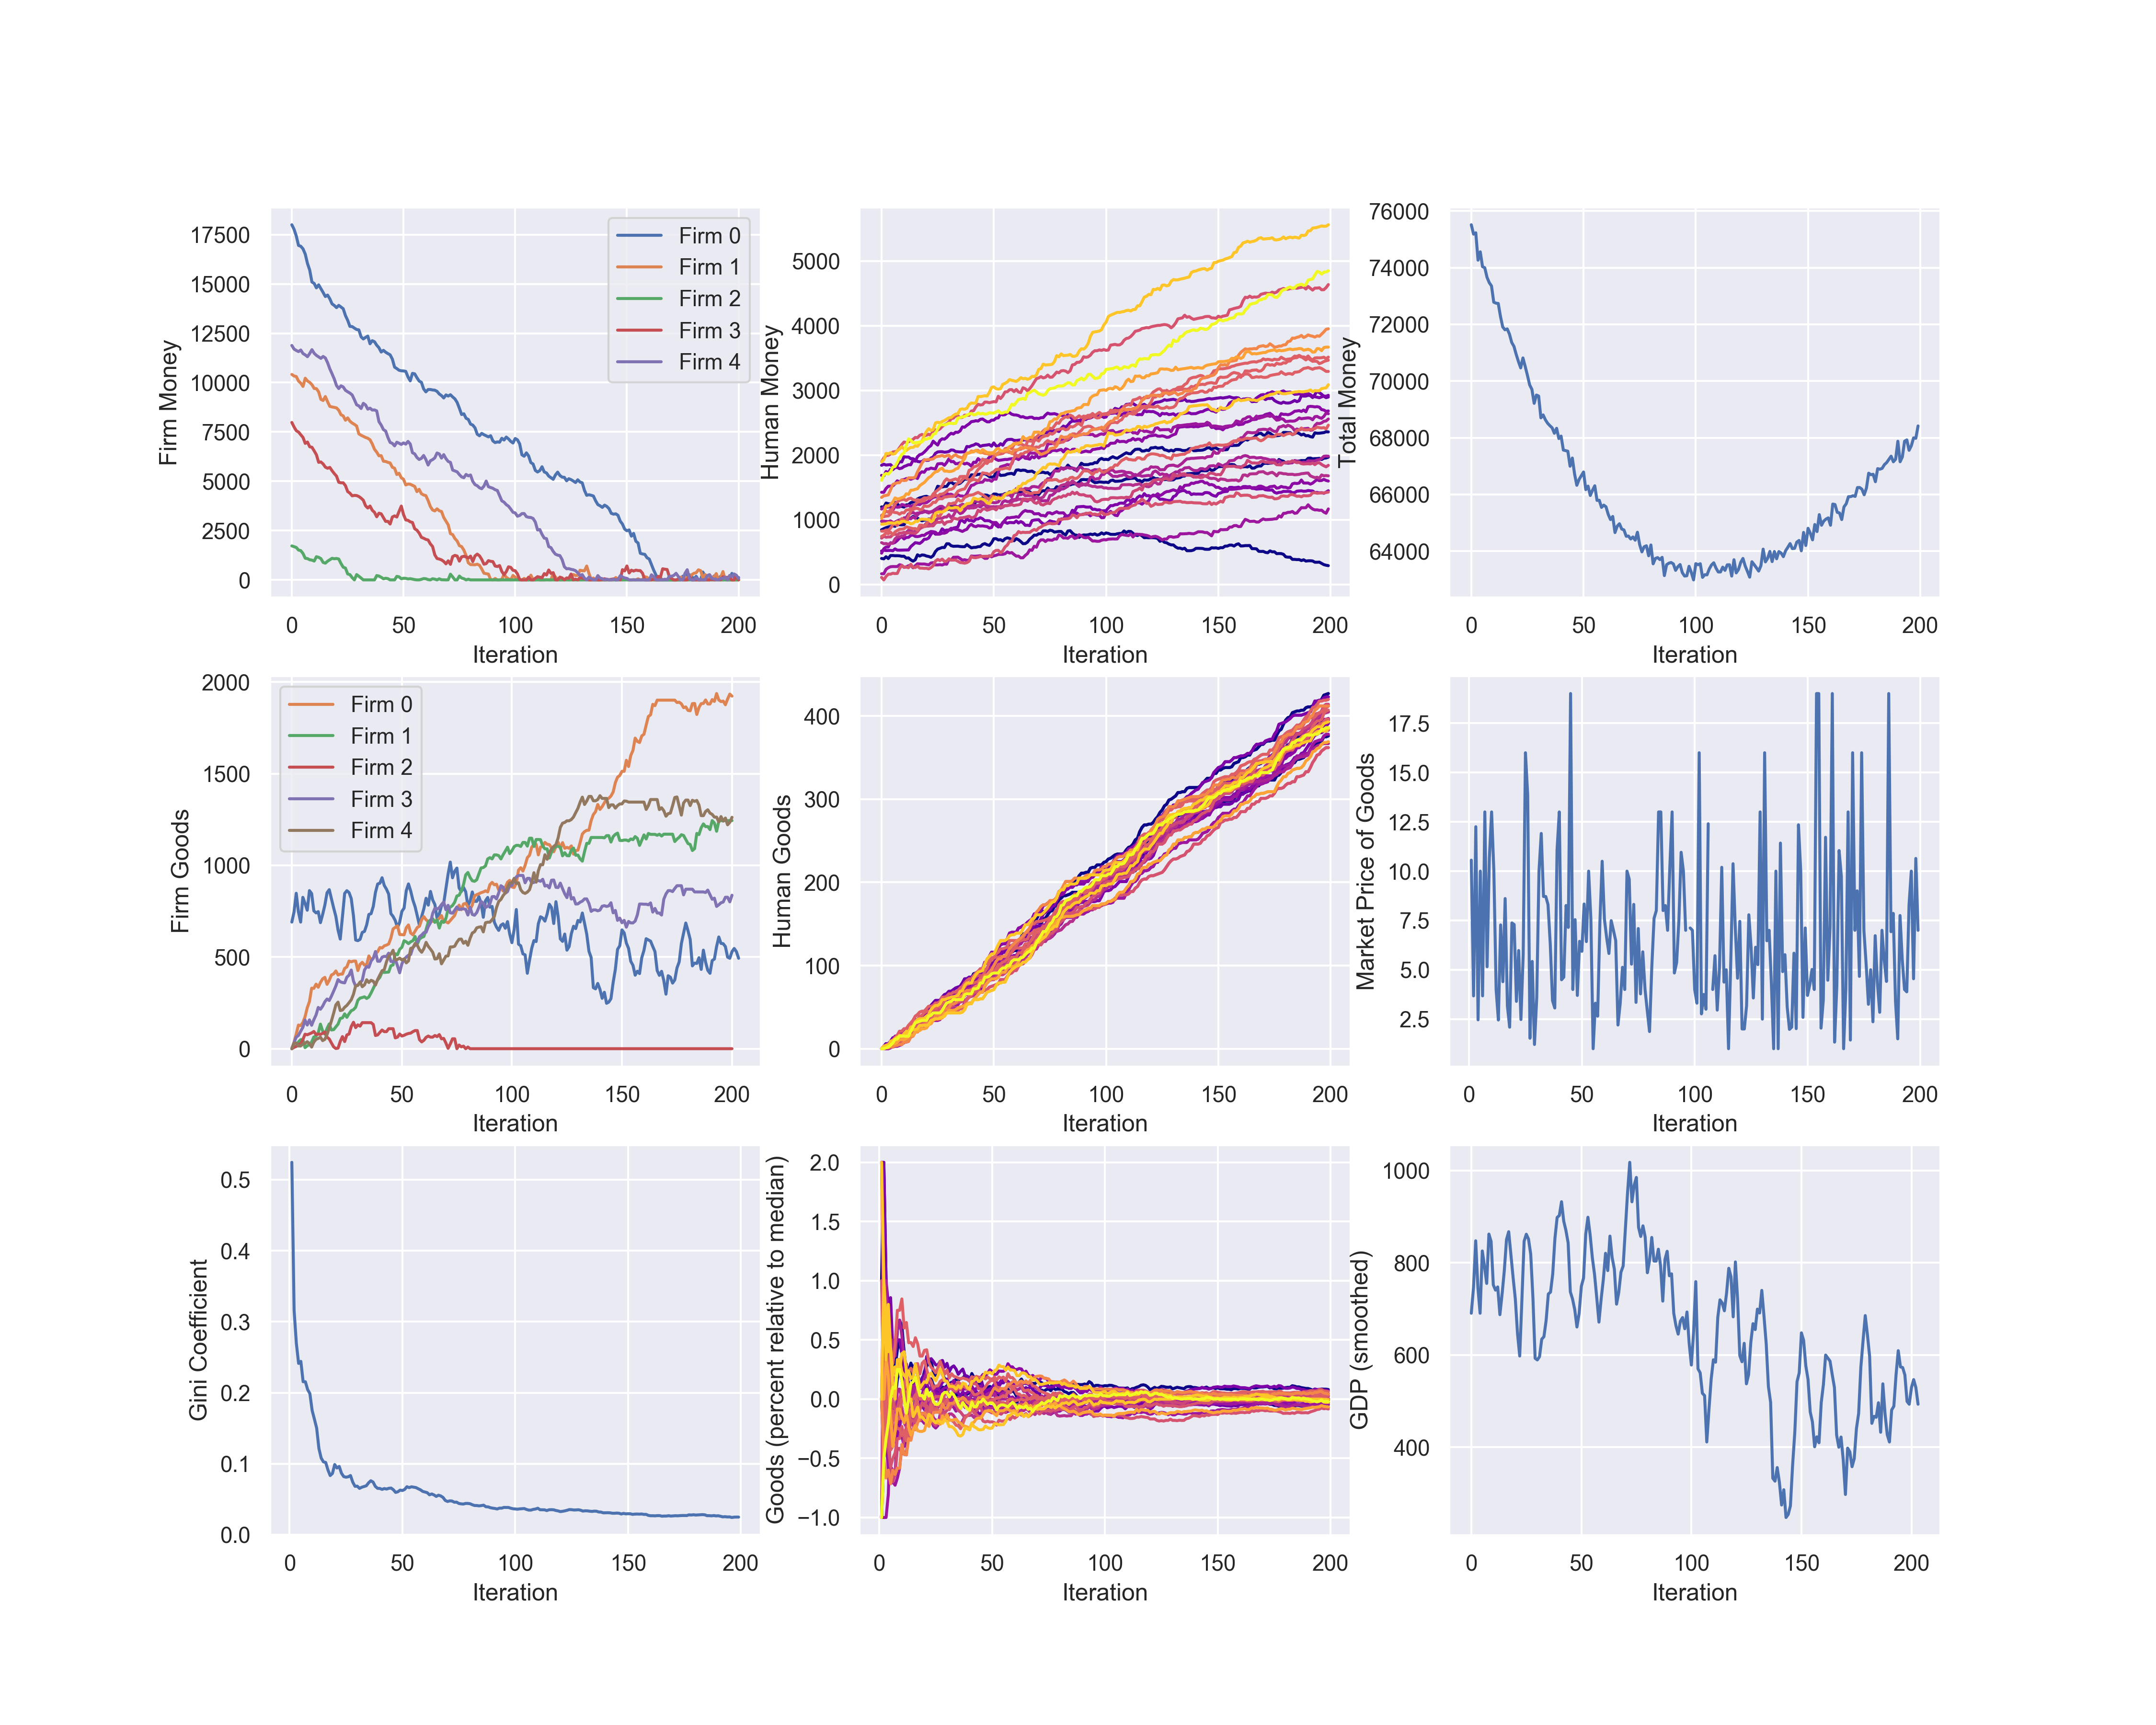 Firm Money
17500
15000
12500
10000
7500
5000
2500
0
Firm 0
Firm 1
Firm 2
Firm 3
Firm 4
0 50 100 150 200
Iteration
Human Money
5000
4000
3000
2000
1000
0
0 50 100 150 200
Iteration
Total Money
76000
74000
72000
70000
68000
66000
64000
0 50 100 150 200
Iteration
Firm Goods
2000
1500
1000
500
0
Firm 0
Firm 1
Firm 2
Firm 3
Firm 4
0 50 100 150 200
Iteration
Human Goods
400
300
200
100
0
0 50 100 150 200
Iteration
Market Price of Goods
17.5
15.0
12.5
10.0
7.5
5.0
2.5
0 50 100 150 200
Iteration
Gini Coefficient
0.5
0.4
0.3
0.2
0.1
0.0
0 50 100 150 200
Iteration
Goods (percent relative to median)
2.0
1.5
1.0
0.5
0.0
−0.5
−1.0
0 50 100 150 200
Iteration
GDP (smoothed)
1000
800
600
400
0 50 100 150 200
Iteration